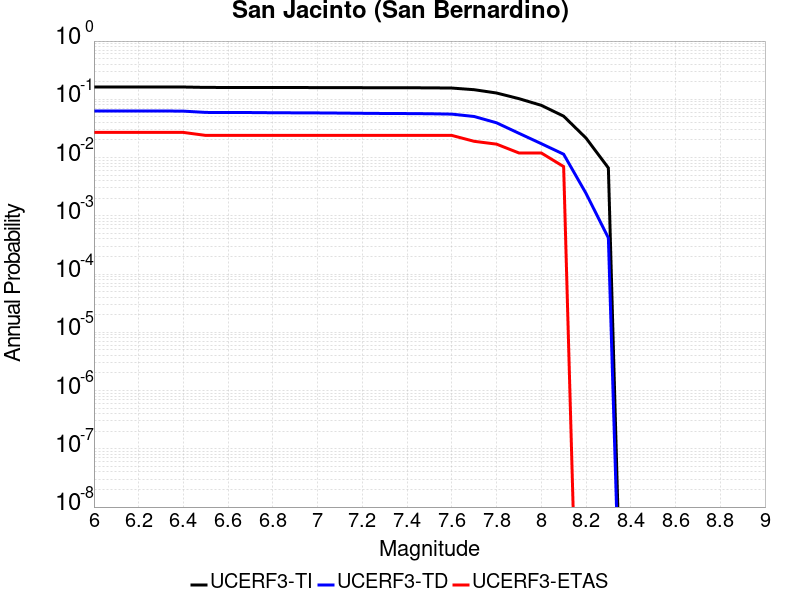 San Jacinto (San Bernardino)
10^0
10^-1
10^-2
10^-3
10^-4
10^-5
10^-6
10^-7
10^-8
Annual Probability
6 6.2 6.4 6.6 6.8 7 7.2 7.4 7.6 7.8 8 8.2 8.4 8.6 8.8 9
Magnitude
UCERF3-TI UCERF3-TD UCERF3-ETAS